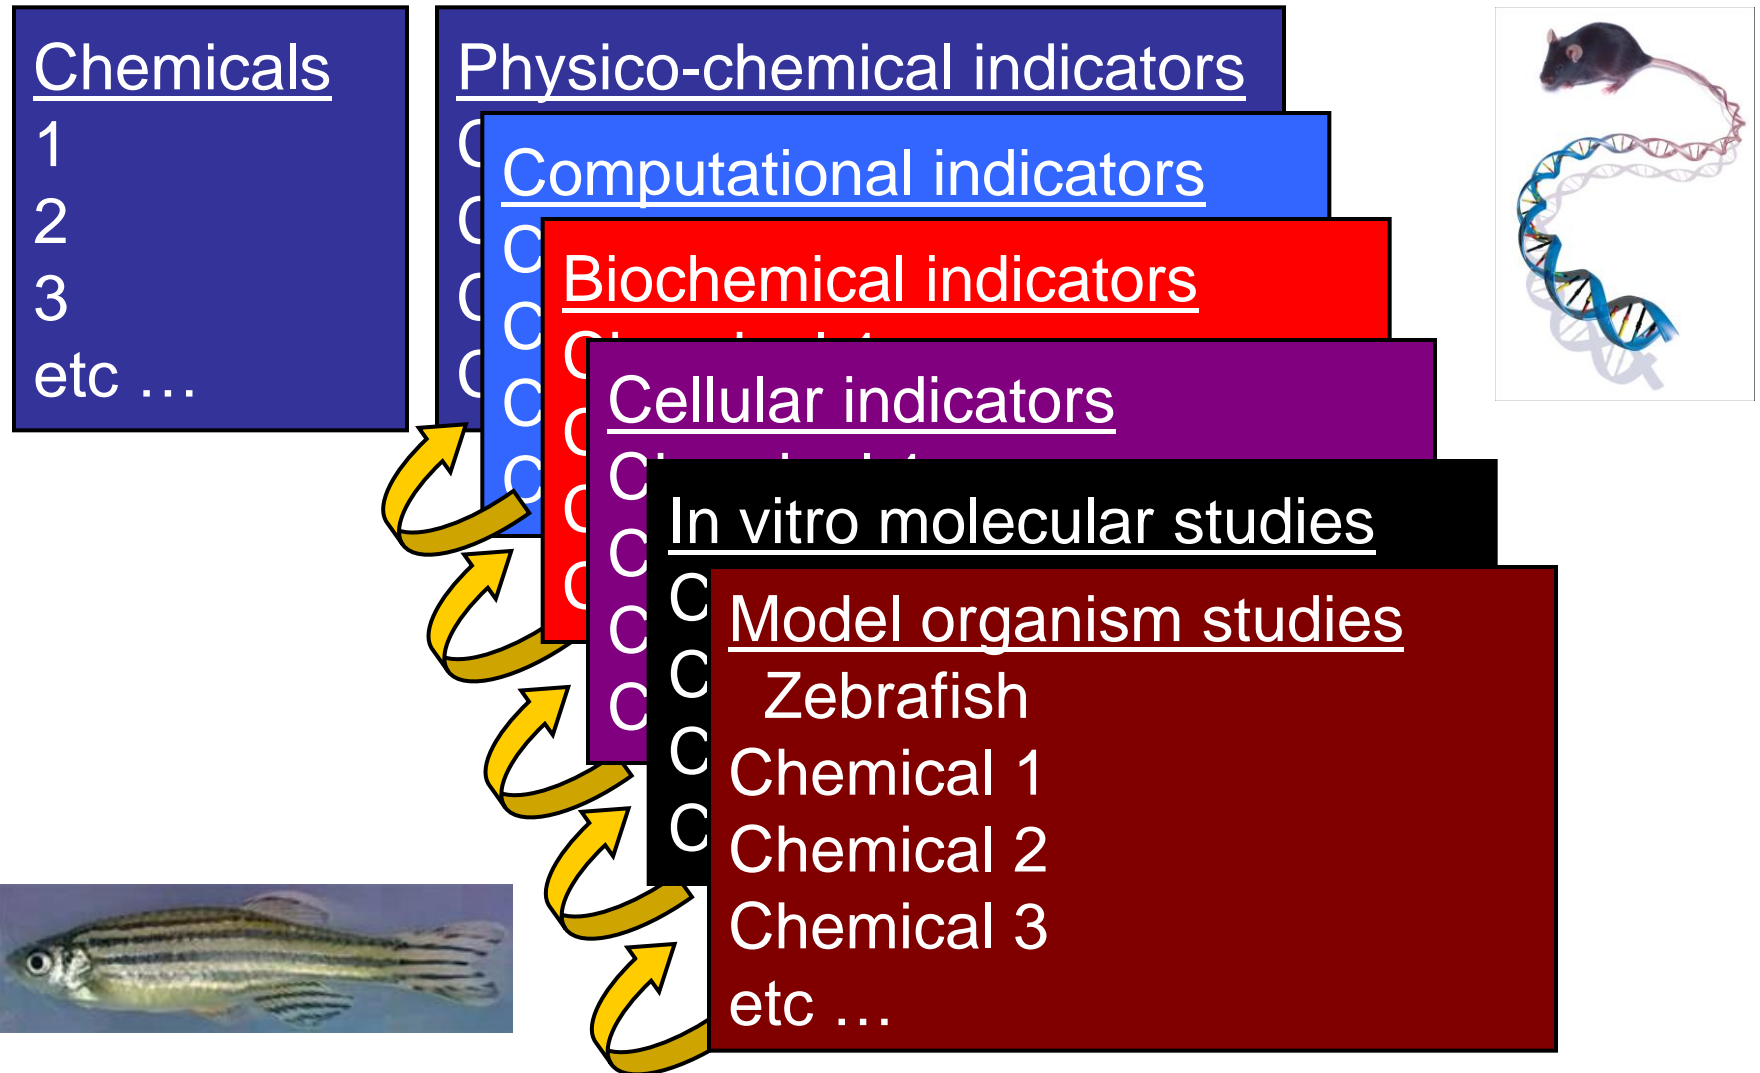 Chemicals
1
2
3
etc …
Physico-chemical indicators
Computational indicators
Biochemical indicators
Cellular indicators
In vitro molecular studies
Model organism studies
Zebrafish
Chemical 1
Chemical 2
Chemical 3
etc …